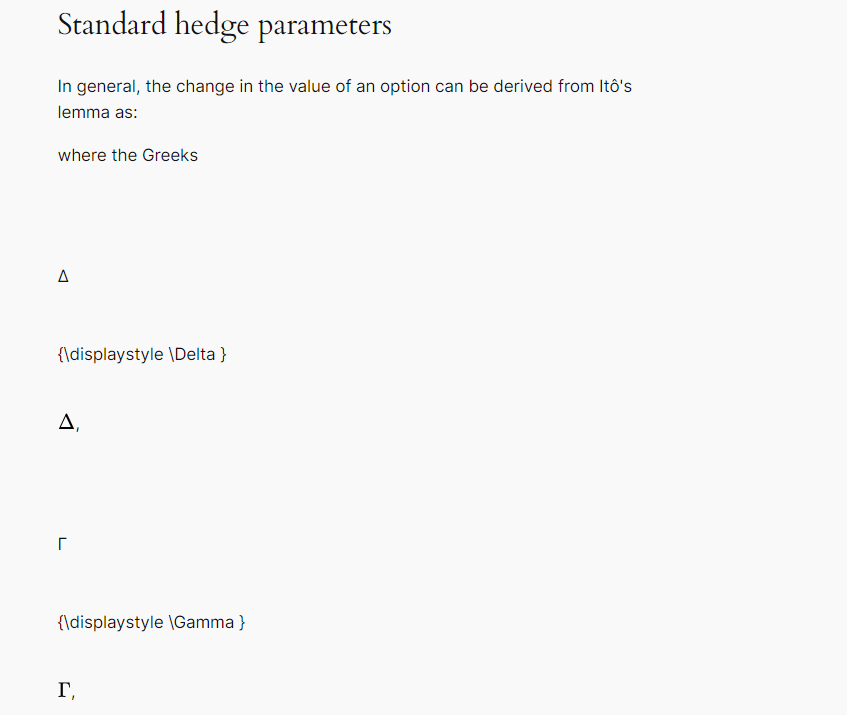 Standard hedge parameters
In general, the change in the value of an option can be derived from Itô's
lemma as:
where the Greeks
Δ
{\displaystyle \Delta }
Δ,
Γ
{\displaystyle \Gamma }
Γ,